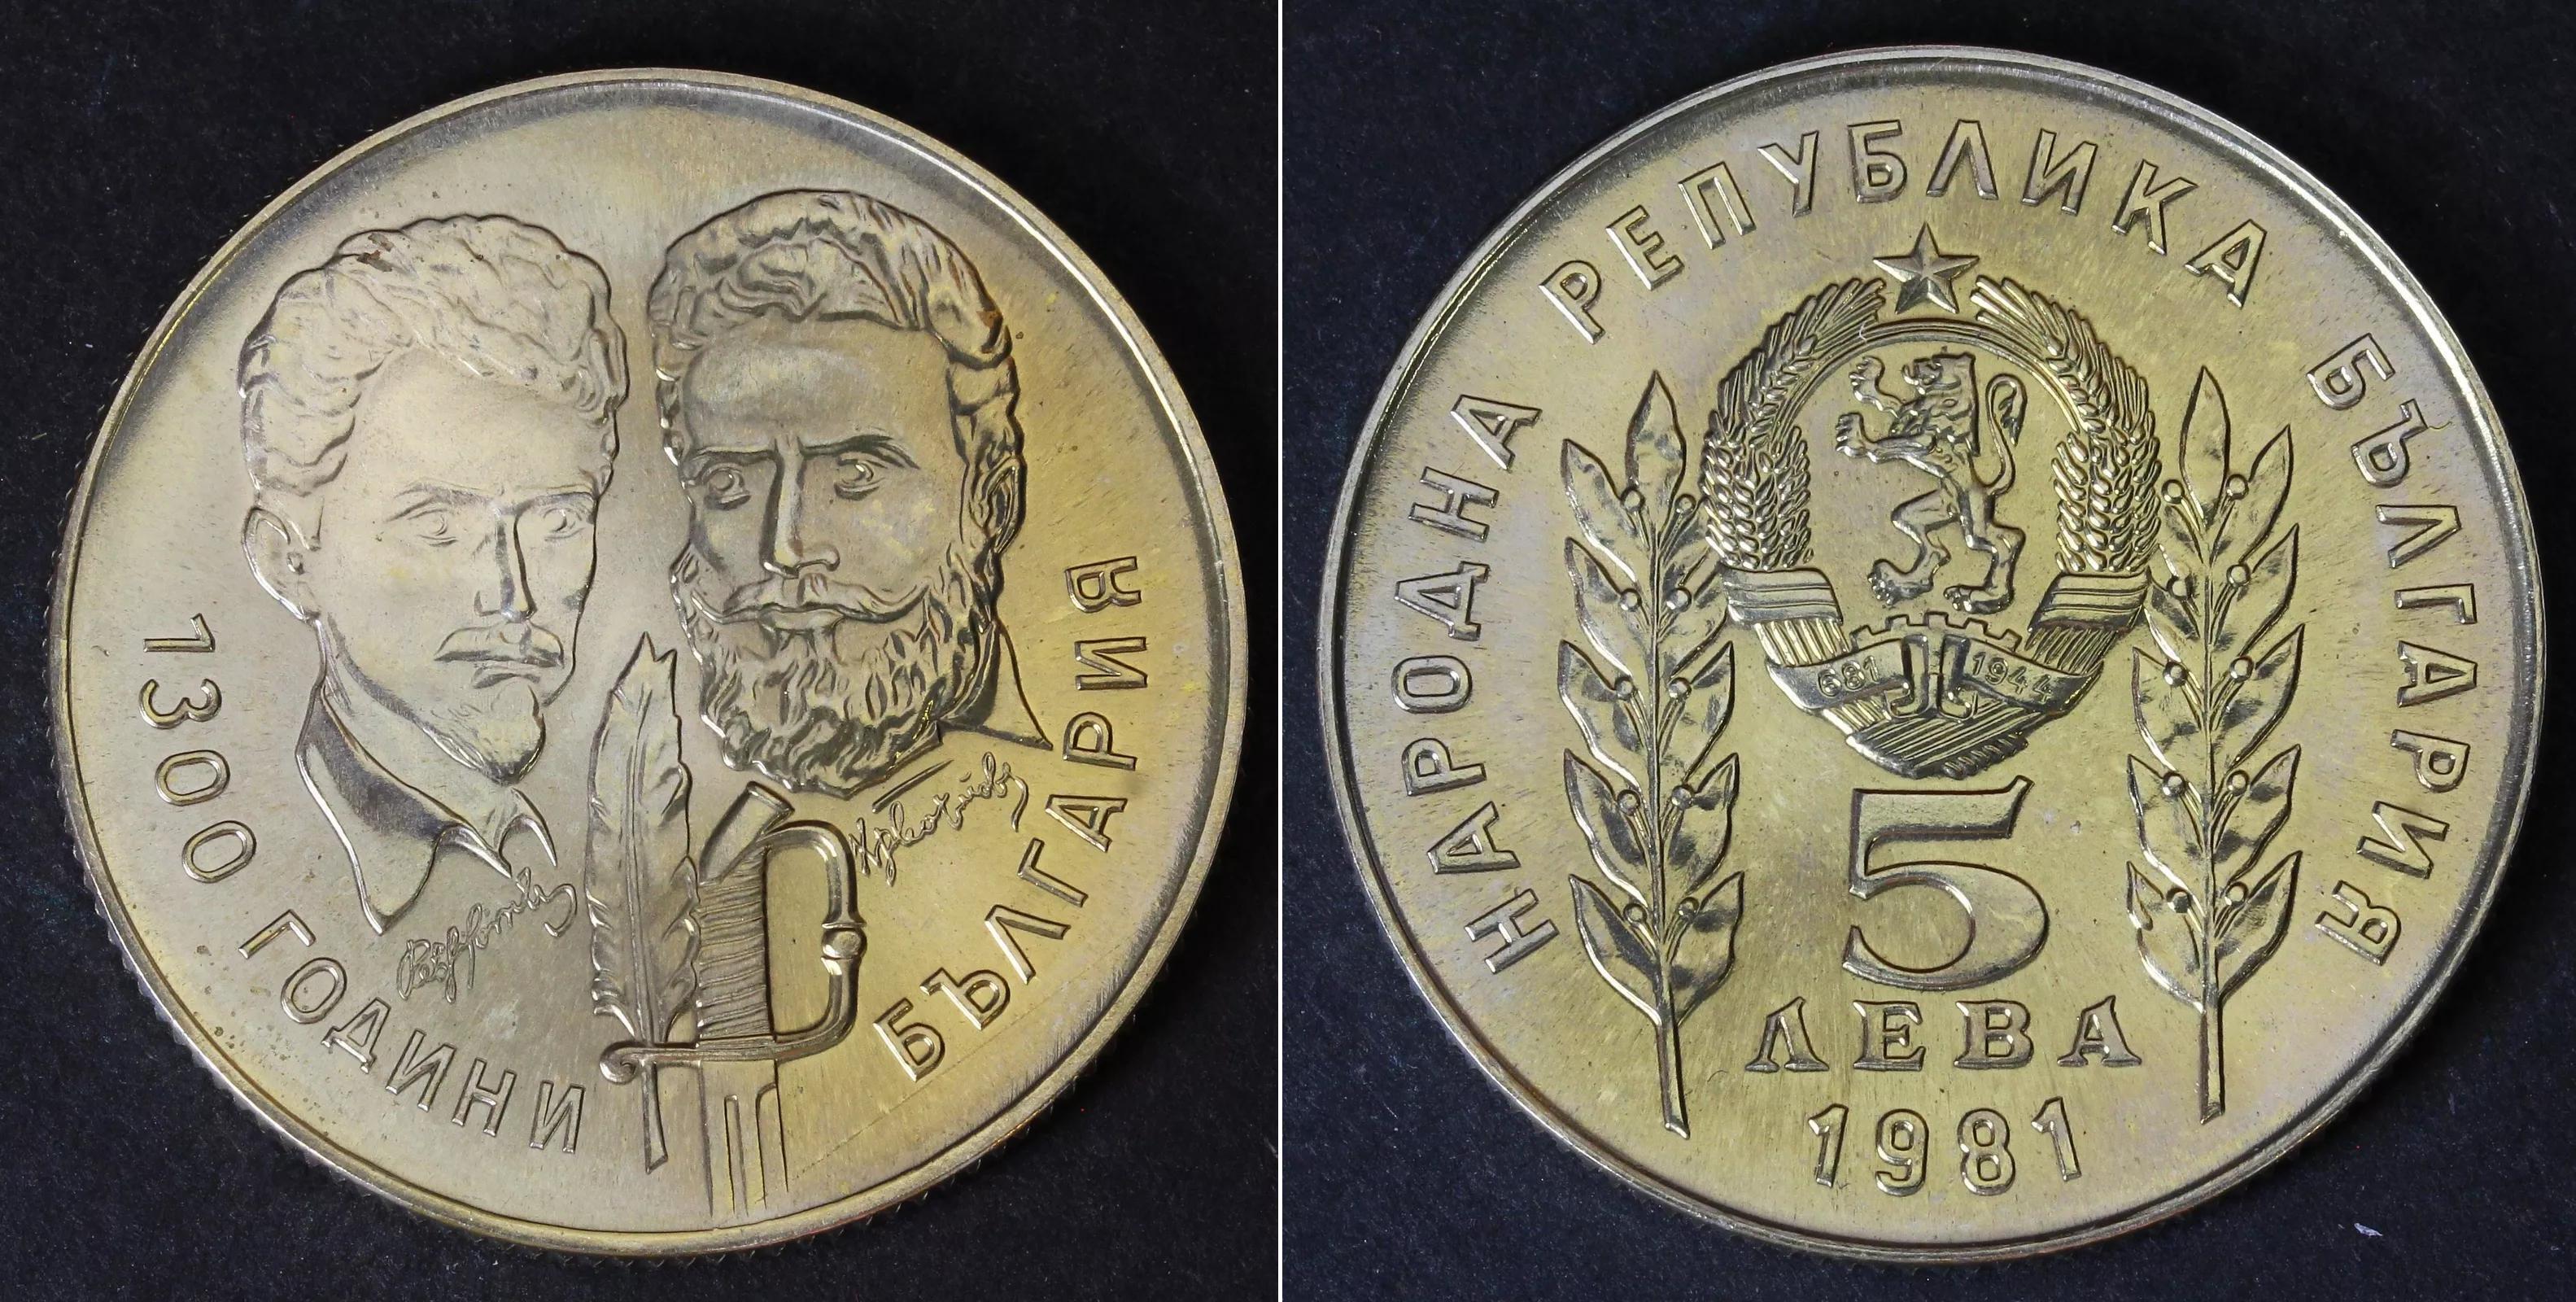 1300 ГОДИНИ БЪЛГАРИЯ
НАРОДНА РЕПУБЛИКА БЪЛГАРИЯ
681 1944
5
ЛЕВА
1981